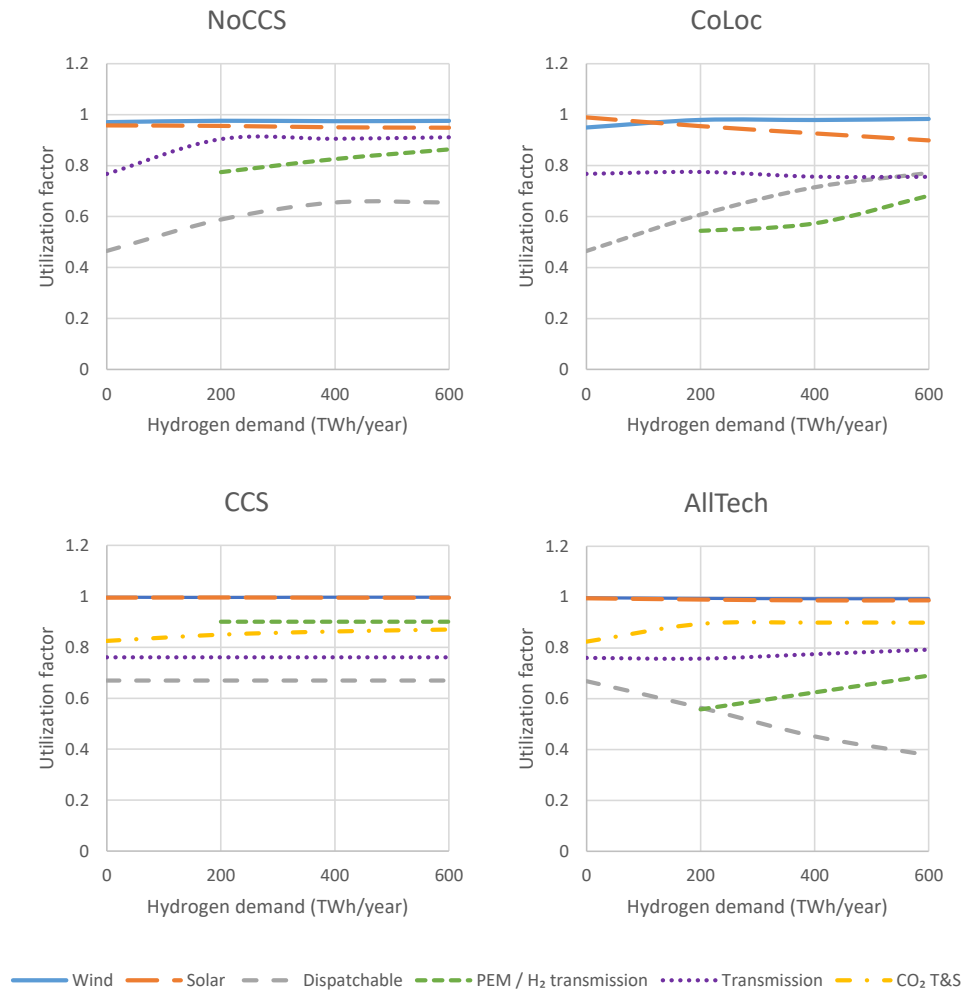 NoCCS
CoLoc
1.2
1
0.8
0.6
0.4
0.2
0
Utilization factor
0 200 400 600
Hydrogen demand (TWh/year)
1.2
1
0.8
0.6
0.4
0.2
0
Utilization factor
0 200 400 600
Hydrogen demand (TWh/year)
CCS
AllTech
1.2
1
0.8
0.6
0.4
0.2
0
Utilization factor
0 200 400 600
Hydrogen demand (TWh/year)
1.2
1
0.8
0.6
0.4
0.2
0
Utilization factor
0 200 400 600
Hydrogen demand (TWh/year)
Wind Solar Dispatchable PEM / H₂ transmission Transmission CO₂ T&S